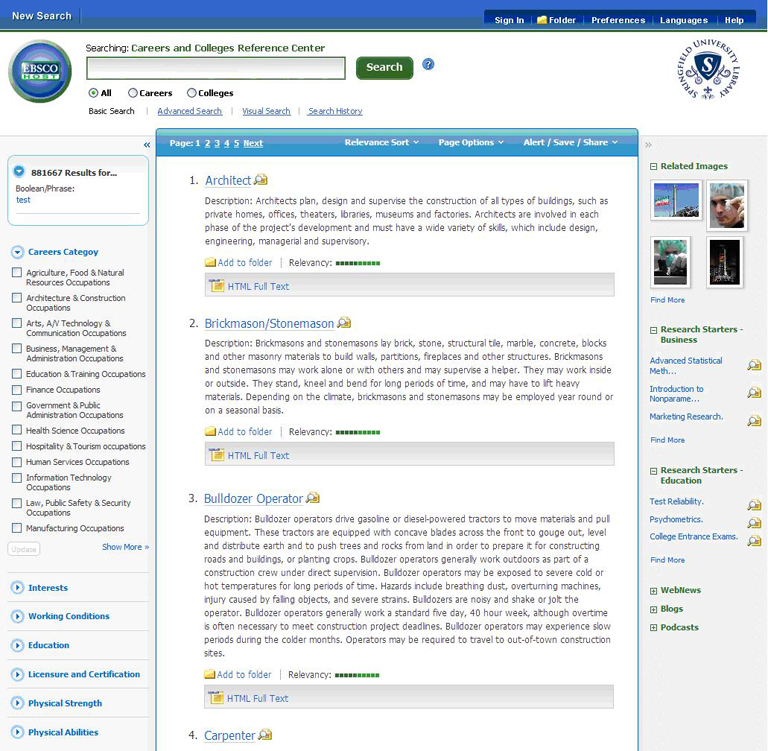 New Search
Sign In Folder Preferences Languages Help
EBSCO
HOST
Searching: Careers and Colleges Reference Center
Search
All Careers Colleges
Basic Search | Advanced Search | Visual Search | Search History
SPRINGFIELD UNIVERSITY LIBRARY
«
881667 Results for...
Boolean/Phrase:
test
Careers Categoy
Agriculture, Food & Natural
Resources Occupations
Architecture & Construction
Occupations
Arts, A/V Technology &
Communication Occupations
Business, Management &
Administration Occupations
Education & Training Occupations
Finance Occupations
Government & Public
Administration Occupations
Health Science Occupations
Hospitality & Tourism occupations
Human Services Occupations
Information Technology
Occupations
Law, Public Safety & Security
Occupations
Manufacturing Occupations
Update
Show More »
Interests
Working Conditions
Education
Licensure and Certification
Physical Strength
Physical Abilities
Page: 1 2 3 4 5 Next
Relevance Sort Page Options Alert / Save / Share
1. Architect
Description: Architects plan, design and supervise the construction of all types of buildings, such as
private homes, offices, theaters, libraries, museums and factories. Architects are involved in each
phase of the project's development and must have a wide variety of skills, which include design,
engineering, managerial and supervisory.
Add to folder | Relevancy:
HTML Full Text
2. Brickmason/Stonemason
Description: Brickmasons and stonemasons lay brick, stone, structural tile, marble, concrete, blocks
and other masonry materials to build walls, partitions, fireplaces and other structures. Brickmasons
and stonemasons may work alone or with others and may supervise a helper. They may work inside
or outside. They stand, kneel and bend for long periods of time, and may have to lift heavy
materials. Depending on the climate, brickmasons and stonemasons may be employed year round or
on a seasonal basis.
Add to folder | Relevancy:
HTML Full Text
3. Bulldozer Operator
Description: Bulldozer operators drive gasoline or diesel-powered tractors to move materials and pull
equipment. These tractors are equipped with concave blades across the front to gouge out, level
and distribute earth and to push trees and rocks from land in order to prepare it for constructing
roads and buildings, or planting crops. Bulldozer operators generally work outdoors as part of a
construction crew under direct supervision. Bulldozer operators may be exposed to severe cold or
hot temperatures for long periods of time. Hazards include breathing dust, overturning machines,
injury caused by falling objects, and severe strains. Bulldozers are noisy and shake or jolt the
operator. Bulldozer operators generally work a standard five day, 40 hour week, although overtime
is often necessary to meet construction project deadlines. Bulldozer operators may experience slow
periods during the colder months. Operators may be required to travel to out-of-town construction
sites.
Add to folder | Relevancy:
HTML Full Text
4. Carpenter
»
Related Images
Find More
Research Starters -
Business
Advanced Statistical
Meth...
Introduction to
Nonparame...
Marketing Research.
Find More
Research Starters -
Education
Test Reliability.
Psychometrics.
College Entrance Exams.
Find More
WebNews
Blogs
Podcasts